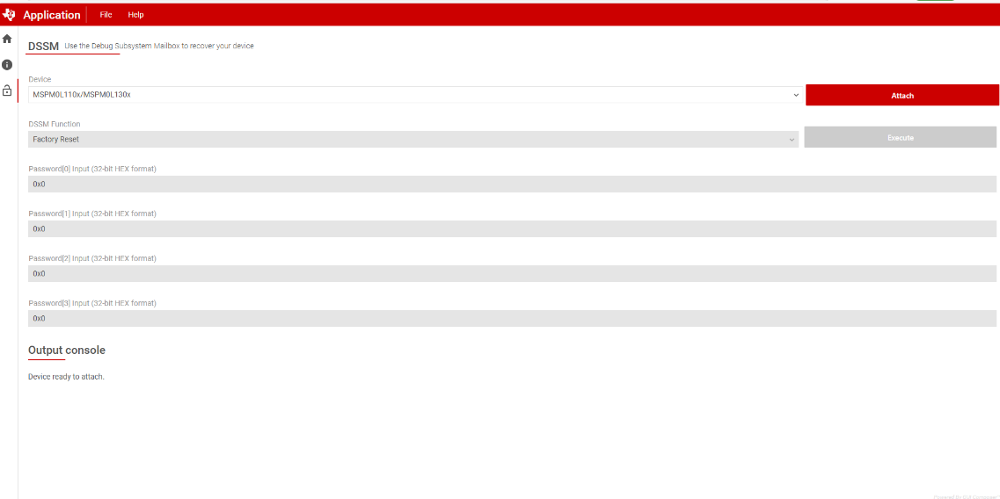 Application File Help
DSSM Use the Debug Subsystem Mailbox to recover your device
Device
MSPM0L110x/MSPM0L130x
Attach
DSSM Function
Factory Reset
Execute
Password[0] Input (32-bit HEX format)
0x0
Password[1] Input (32-bit HEX format)
0x0
Password[2] Input (32-bit HEX format)
0x0
Password[3] Input (32-bit HEX format)
0x0
Output console
Device ready to attach.
Powered By GUI Composer™